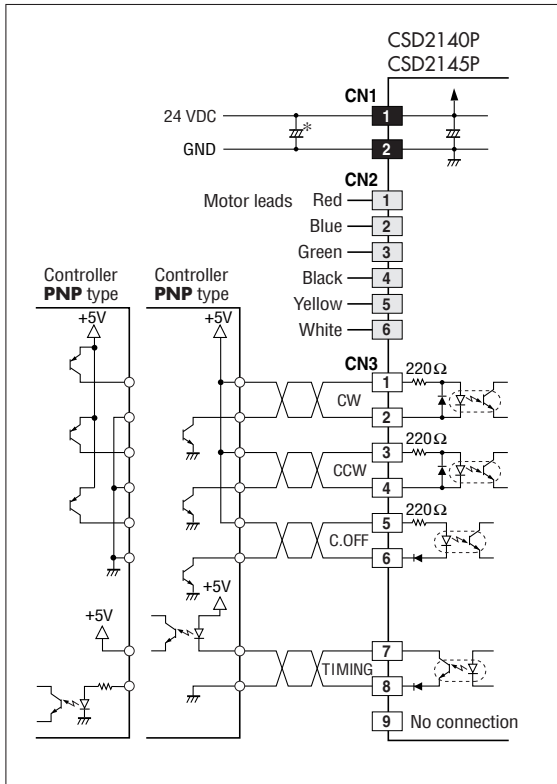 CSD2140P
CSD2145P
CN1
24 VDC
*
1
GND
2
CN2
Motor leads Red 1
Blue 2
Green 3
Black 4
Yellow 5
White 6
Controller
PNP type
+5V
Controller
PNP type
+5V
CN3
1 220Ω
CW
2
3 220Ω
CCW
4
5 220Ω
C.OFF
6
+5V
+5V
7
TIMING
8
9 No connection